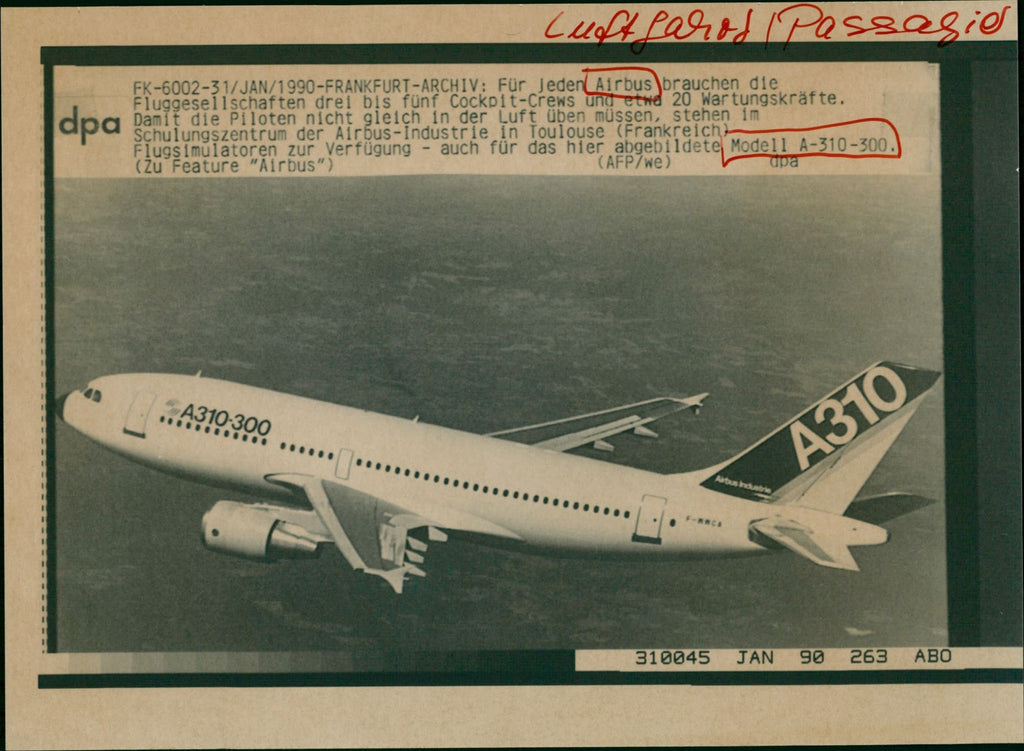 Luftfahrt / Passagier
FK-6002-31/JAN/1990-FRANKFURT-ARCHIV: Für jeden Airbus brauchen die
Fluggesellschaften drei bis fünf Cockpit-Crews und etwa 20 Wartungskräfte.
dpa
Damit die Piloten nicht gleich in der Luft üben müssen, stehen im
Schulungszentrum der Airbus-Industrie in Toulouse (Frankreich)
Flugsimulatoren zur Verfügung - auch für das hier abgebildete Modell A-310-300.
(Zu Feature "Airbus") (AFP/we) dpa
A310
A310-300
Airbus Industrie
F-WWCA
310045 JAN 90 263 ABO